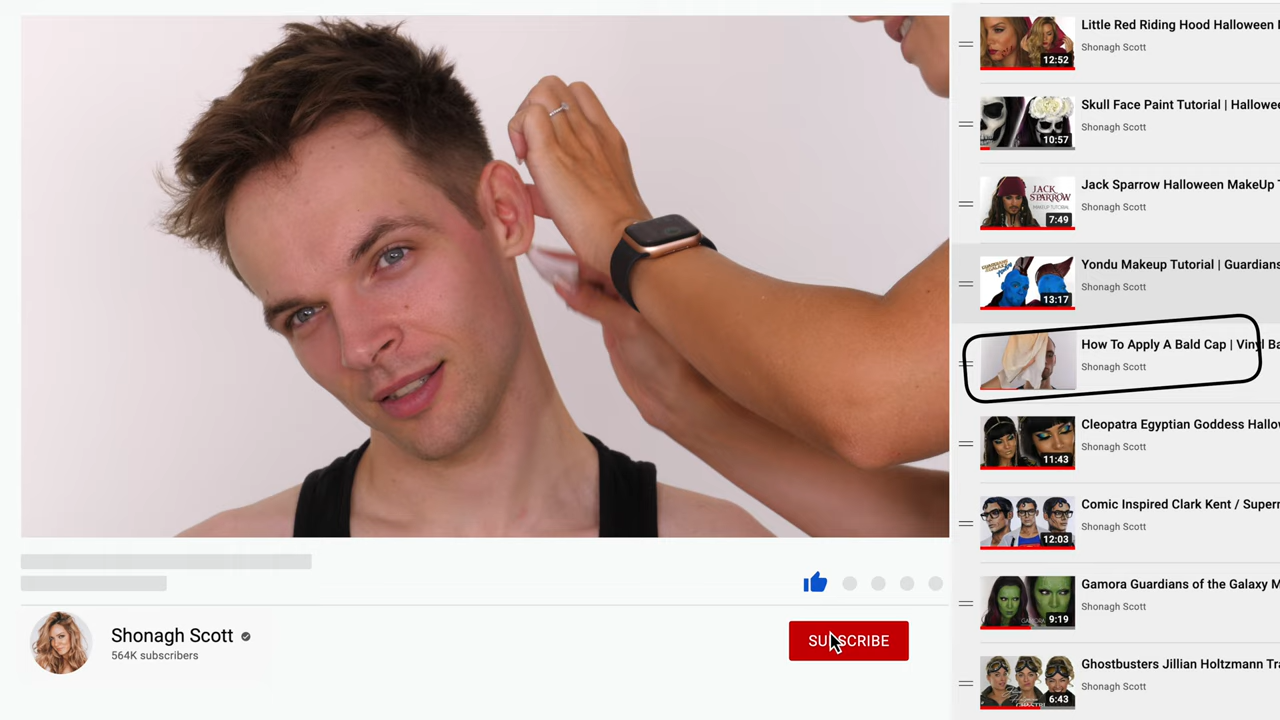 Little Red Riding Hood Halloween
Shonagh Scott
12:52
Skull Face Paint Tutorial | Hallowee
Shonagh Scott
10:57
Jack Sparrow Halloween MakeUp T
Shonagh Scott
JACK
SPARROW
MAKEUP TUTORIAL
7:49
Yondu Makeup Tutorial | Guardians
Shonagh Scott
13:17
How To Apply A Bald Cap | Vinyl Ba
Shonagh Scott
Cleopatra Egyptian Goddess Hallo
Shonagh Scott
11:43
Comic Inspired Clark Kent / Super
Shonagh Scott
12:03
Gamora Guardians of the Galaxy M
Shonagh Scott
9:19
Ghostbusters Jillian Holtzmann Tra
Shonagh Scott
6:43
Shonagh Scott
564K subscribers
SUBSCRIBE